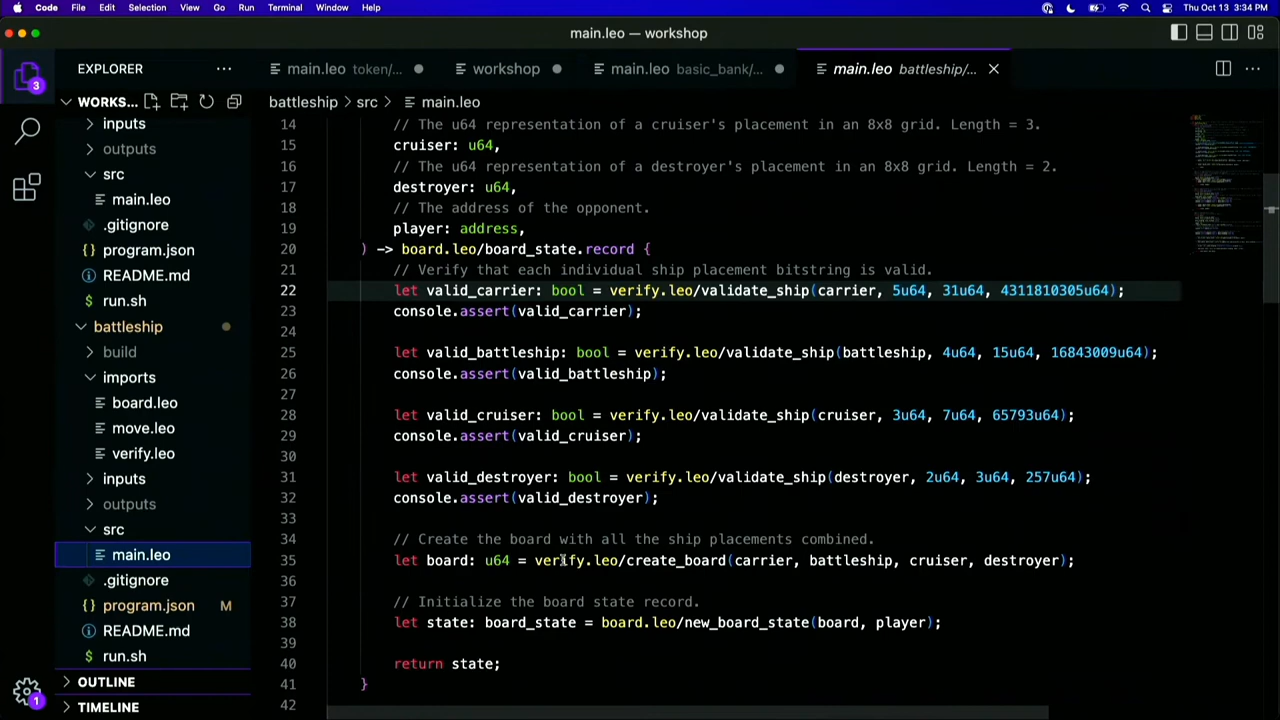 Code File Edit Selection View Go Run Terminal Window Help Thu Oct 13 3:34 PM
main.leo — workshop
EXPLORER
main.leo token/...
workshop
main.leo basic_bank/...
main.leo battleship/...
WORKS...
battleship > src > main.leo
inputs
outputs
src
main.leo
.gitignore
{} program.json
README.md
run.sh
battleship
build
imports
board.leo
move.leo
verify.leo
inputs
outputs
src
main.leo
.gitignore
{} program.json M
README.md
run.sh
OUTLINE
TIMELINE
3
1
14 // The u64 representation of a cruiser's placement in an 8x8 grid. Length = 3.
15 cruiser: u64,
16 // The u64 representation of a destroyer's placement in an 8x8 grid. Length = 2.
17 destroyer: u64,
18 // The address of the opponent.
19 player: address,
20 ) -> board.leo/board_state.record {
21 // Verify that each individual ship placement bitstring is valid.
22 let valid_carrier: bool = verify.leo/validate_ship(carrier, 5u64, 31u64, 4311810305u64);
23 console.assert(valid_carrier);
24
25 let valid_battleship: bool = verify.leo/validate_ship(battleship, 4u64, 15u64, 16843009u64);
26 console.assert(valid_battleship);
27
28 let valid_cruiser: bool = verify.leo/validate_ship(cruiser, 3u64, 7u64, 65793u64);
29 console.assert(valid_cruiser);
30
31 let valid_destroyer: bool = verify.leo/validate_ship(destroyer, 2u64, 3u64, 257u64);
32 console.assert(valid_destroyer);
33
34 // Create the board with all the ship placements combined.
35 let board: u64 = verify.leo/create_board(carrier, battleship, cruiser, destroyer);
36
37 // Initialize the board state record.
38 let state: board_state = board.leo/new_board_state(board, player);
39
40 return state;
41 }
42